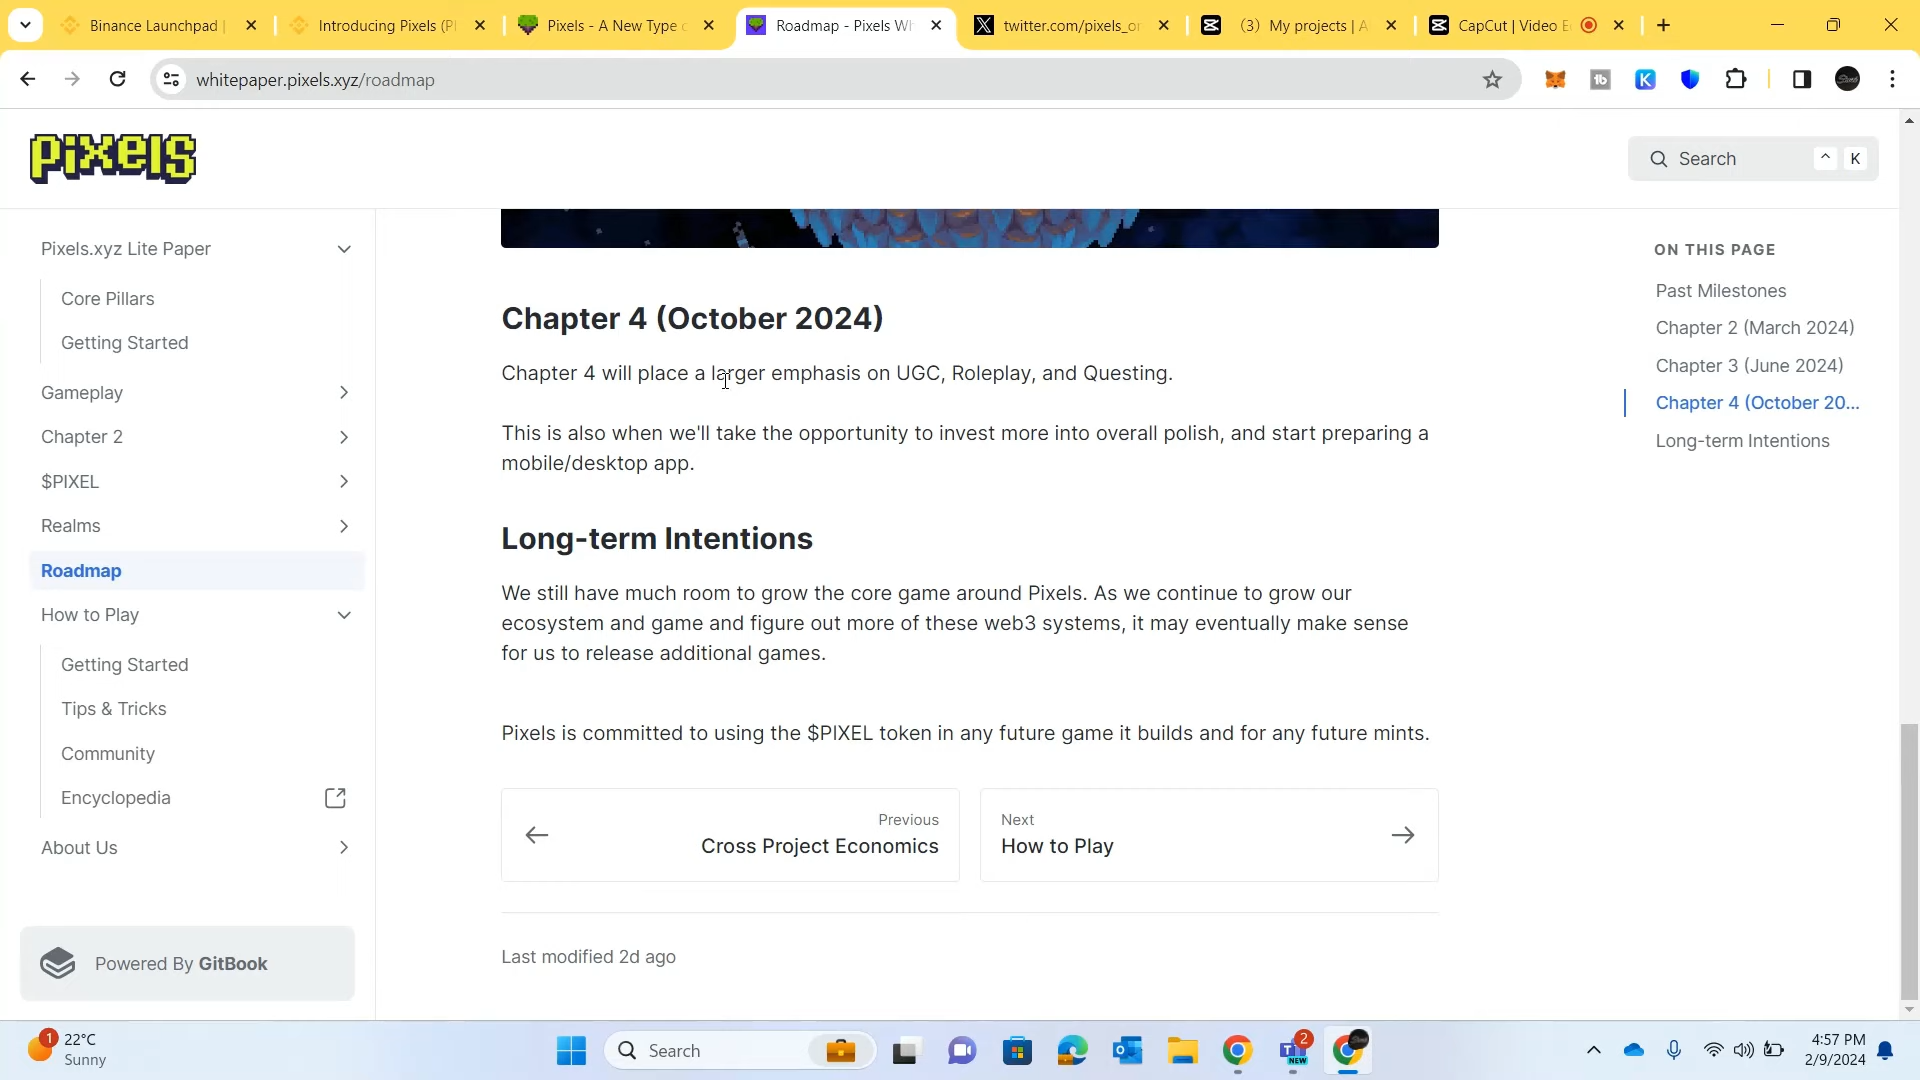 Binance Launchpad |
Introducing Pixels (P
Pixels - A New Type
Roadmap - Pixels W
twitter.com/pixels_o
(3) My projects |
CapCut | Video
whitepaper.pixels.xyz/roadmap
pixels
Search
^ K
Pixels.xyz Lite Paper
Core Pillars
Getting Started
Gameplay
Chapter 2
$PIXEL
Realms
Roadmap
How to Play
Getting Started
Tips & Tricks
Community
Encyclopedia
About Us
Powered By GitBook
Chapter 4 (October 2024)
Chapter 4 will place a larger emphasis on UGC, Roleplay, and Questing.
This is also when we'll take the opportunity to invest more into overall polish, and start preparing a
mobile/desktop app.
Long-term Intentions
We still have much room to grow the core game around Pixels. As we continue to grow our
ecosystem and game and figure out more of these web3 systems, it may eventually make sense
for us to release additional games.
Pixels is committed to using the $PIXEL token in any future game it builds and for any future mints.
Previous
Cross Project Economics
Next
How to Play
Last modified 2d ago
ON THIS PAGE
Past Milestones
Chapter 2 (March 2024)
Chapter 3 (June 2024)
Chapter 4 (October 20...
Long-term Intentions
1
22°C
Sunny
Search
2
NEW
4:57 PM
2/9/2024